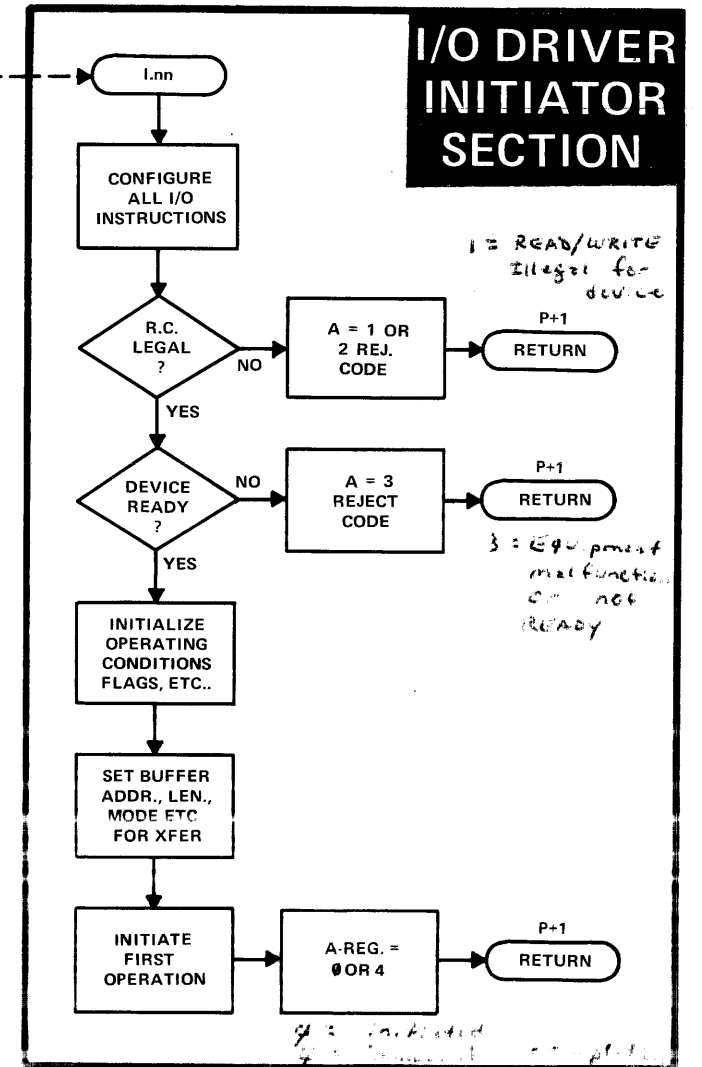 I/O DRIVER
INITIATOR
SECTION
I.nn
CONFIGURE
ALL I/O
INSTRUCTIONS
1 = READ/WRITE
Illegal for
device
R.C.
LEGAL
?
NO
YES
A = 1 OR
2 REJ.
CODE
P+1
RETURN
DEVICE
READY
?
NO
YES
A = 3
REJECT
CODE
P+1
RETURN
3 = Equipment
malfunction
or not
READY
INITIALIZE
OPERATING
CONDITIONS
FLAGS, ETC..
SET BUFFER
ADDR., LEN.,
MODE ETC
FOR XFER
INITIATE
FIRST
OPERATION
A-REG. =
Ø OR 4
P+1
RETURN
= initiated